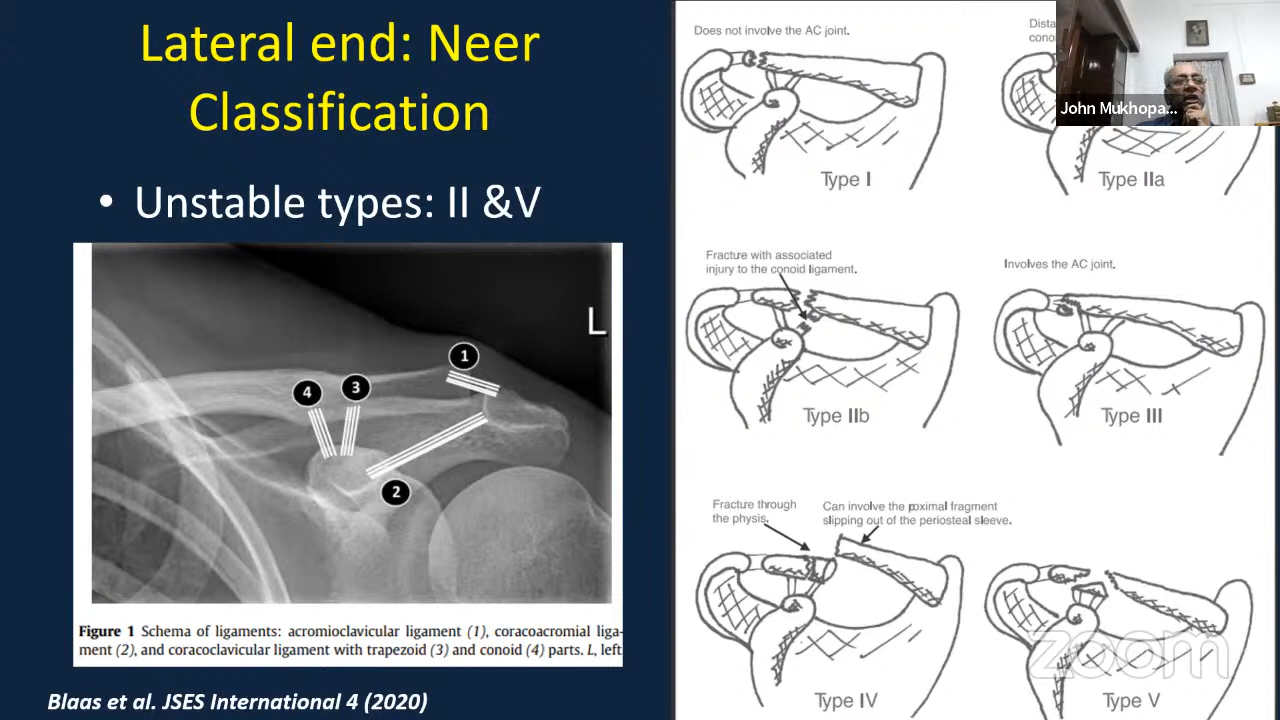 Lateral end: Neer
Classification
• Unstable types: II &V
L
1
4
3
2
Figure 1 Schema of ligaments: acromioclavicular ligament (1), coracoacromial liga-
ment (2), and coracoclavicular ligament with trapezoid (3) and conoid (4) parts. L, left
Blaas et al. JSES International 4 (2020)
Does not involve the AC joint.
Type I
Dista
cono
John Mukhopa...
Type IIa
Fracture with associated
injury to the conoid ligament.
Type IIb
Involves the AC joint.
Type III
Fracture through
the physis.
Can involve the poximal fragment
slipping out of the periosteal sleeve.
Type IV
Type V
zoom